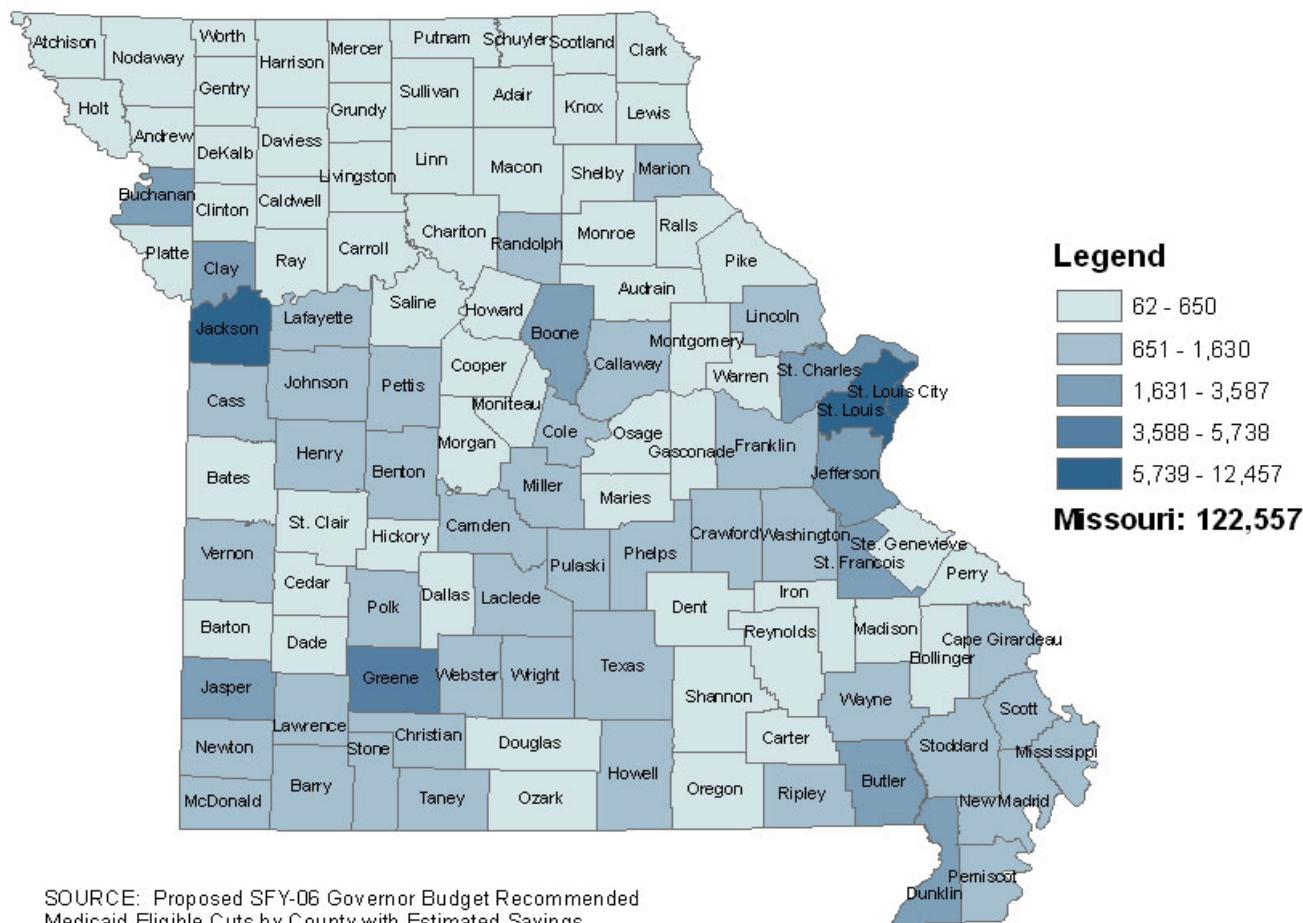 Atchison
Nodaway
Worth
Harrison
Mercer
Putnam
Schuyler
Scotland
Clark
Gentry
Sullivan
Adair
Knox
Lewis
Holt
Grundy
Andrew
DeKalb
Daviess
Livingston
Linn
Macon
Shelby
Marion
Buchanan
Clinton
Caldwell
Carroll
Chariton
Randolph
Monroe
Ralls
Platte
Clay
Ray
Pike
Saline
Howard
Audrain
Jackson
Lafayette
Boone
Lincoln
Callaway
Montgomery
Cooper
Warren
St. Charles
St. Louis City
St. Louis
Johnson
Pettis
Cass
Moniteau
Morgan
Cole
Osage
Gasconade
Franklin
Jefferson
Henry
Benton
Bates
Miller
Maries
St. Clair
Hickory
Camden
Crawford
Washington
Ste. Genevieve
St. Francois
Perry
Vernon
Pulaski
Phelps
Cedar
Polk
Dallas
Laclede
Dent
Iron
Reynolds
Madison
Bollinger
Cape Girardeau
Barton
Dade
Greene
Webster
Wright
Texas
Shannon
Wayne
Scott
Jasper
Lawrence
Christian
Stone
Douglas
Carter
Stoddard
Mississippi
Newton
Barry
Howell
Butler
McDonald
Taney
Ozark
Oregon
Ripley
New Madrid
Dunklin
Pemiscot
Legend
62 - 650
651 - 1,630
1,631 - 3,587
3,588 - 5,738
5,739 - 12,457
Missouri: 122,557
SOURCE: Proposed SFY-06 Governor Budget Recommended
Medicaid Eligible Cuts by County with Estimated Savings